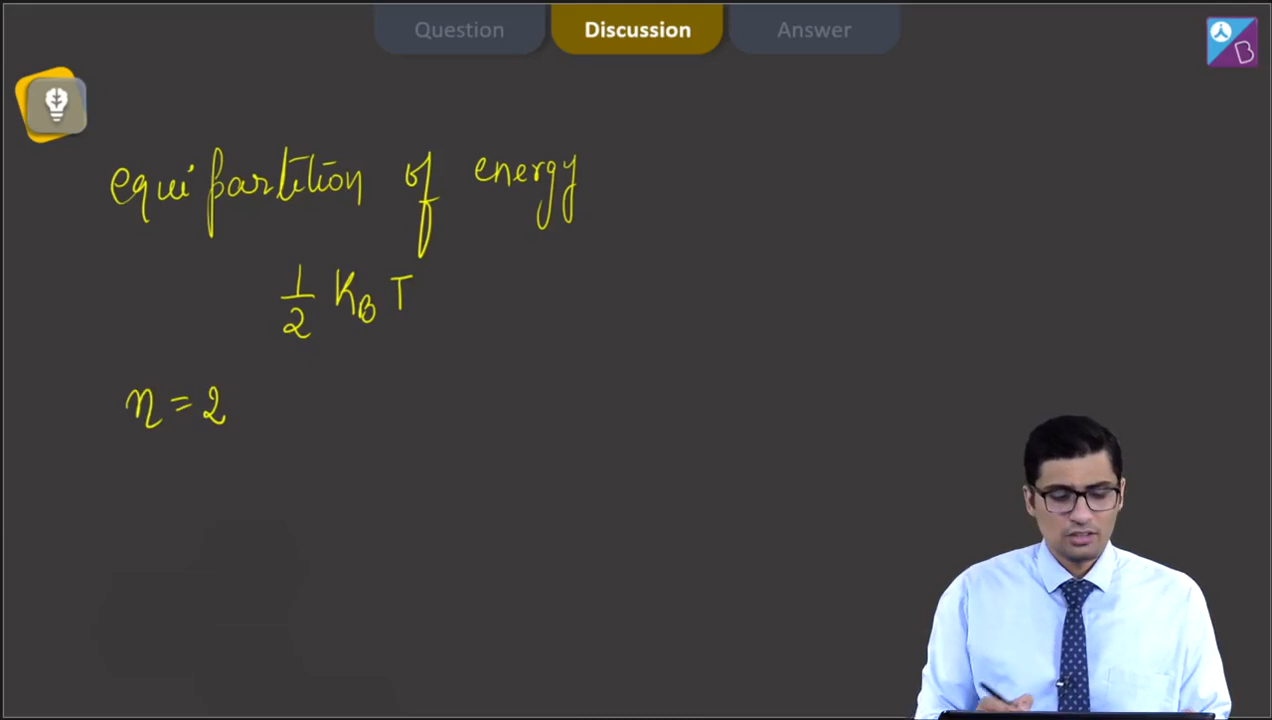 Question Discussion Answer
B
equipartition of energy
1/2 K_B T
n = 2